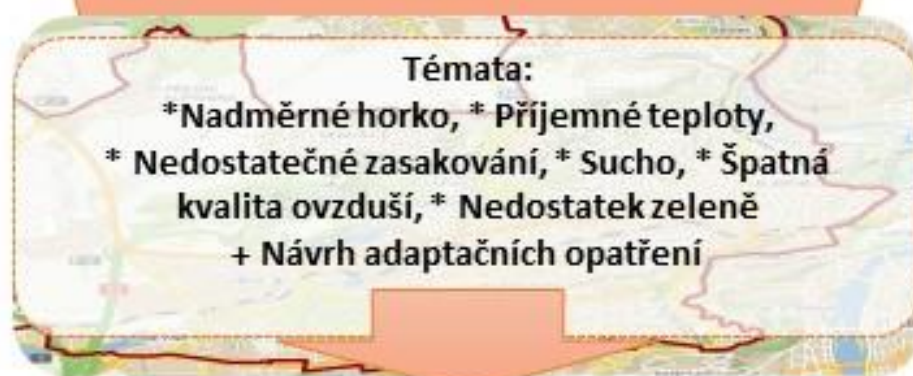 Témata:
*Nadměrné horko, * Příjemné teploty,
* Nedostatečné zasakování, * Sucho, * Špatná
kvalita ovzduší, * Nedostatek zeleně
+ Návrh adaptačních opatření